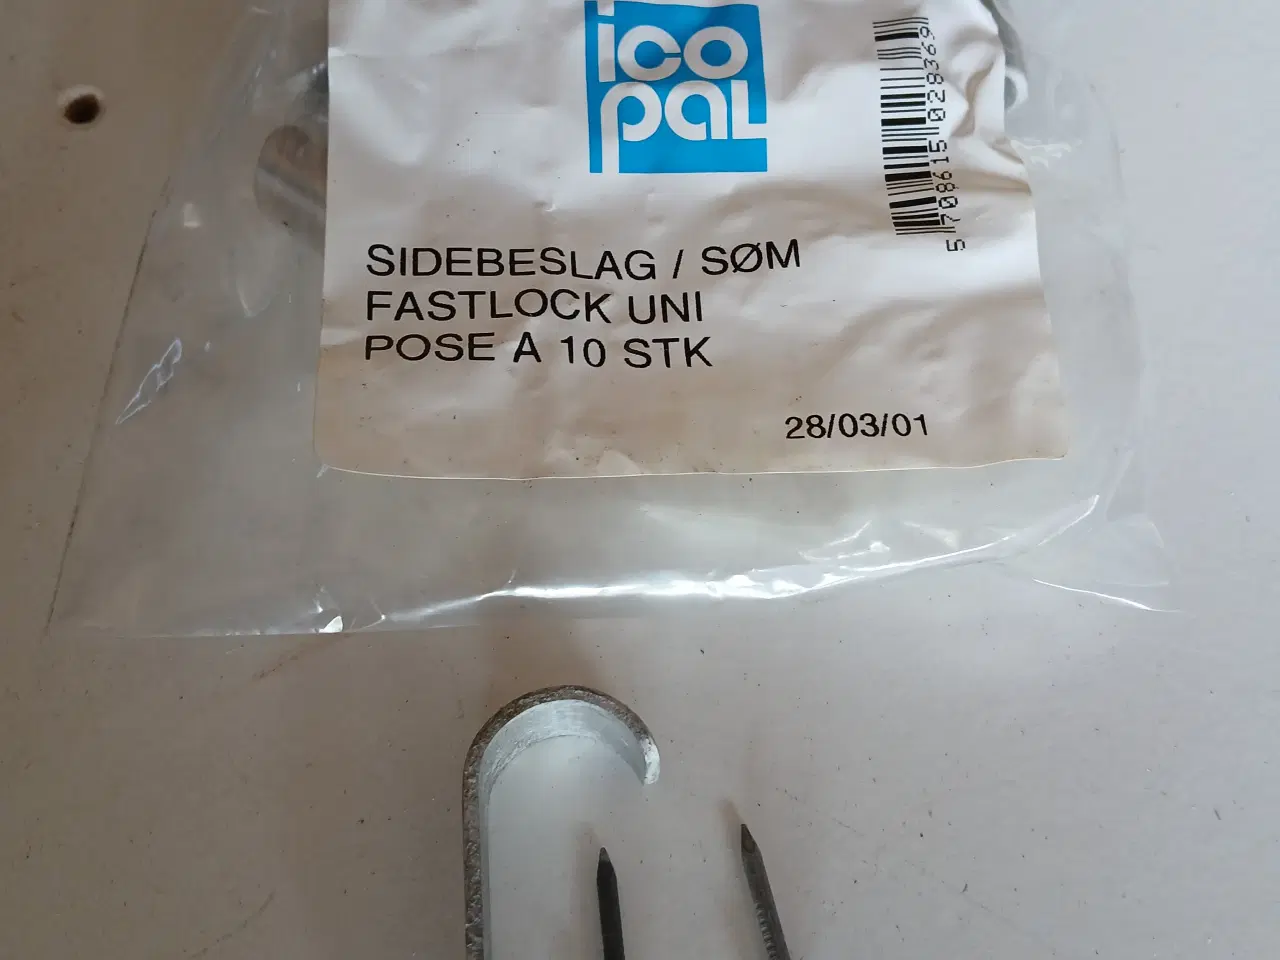 ico
pal
5 708615 028369
SIDEBESLAG / SØM
FASTLOCK UNI
POSE A 10 STK
28/03/01